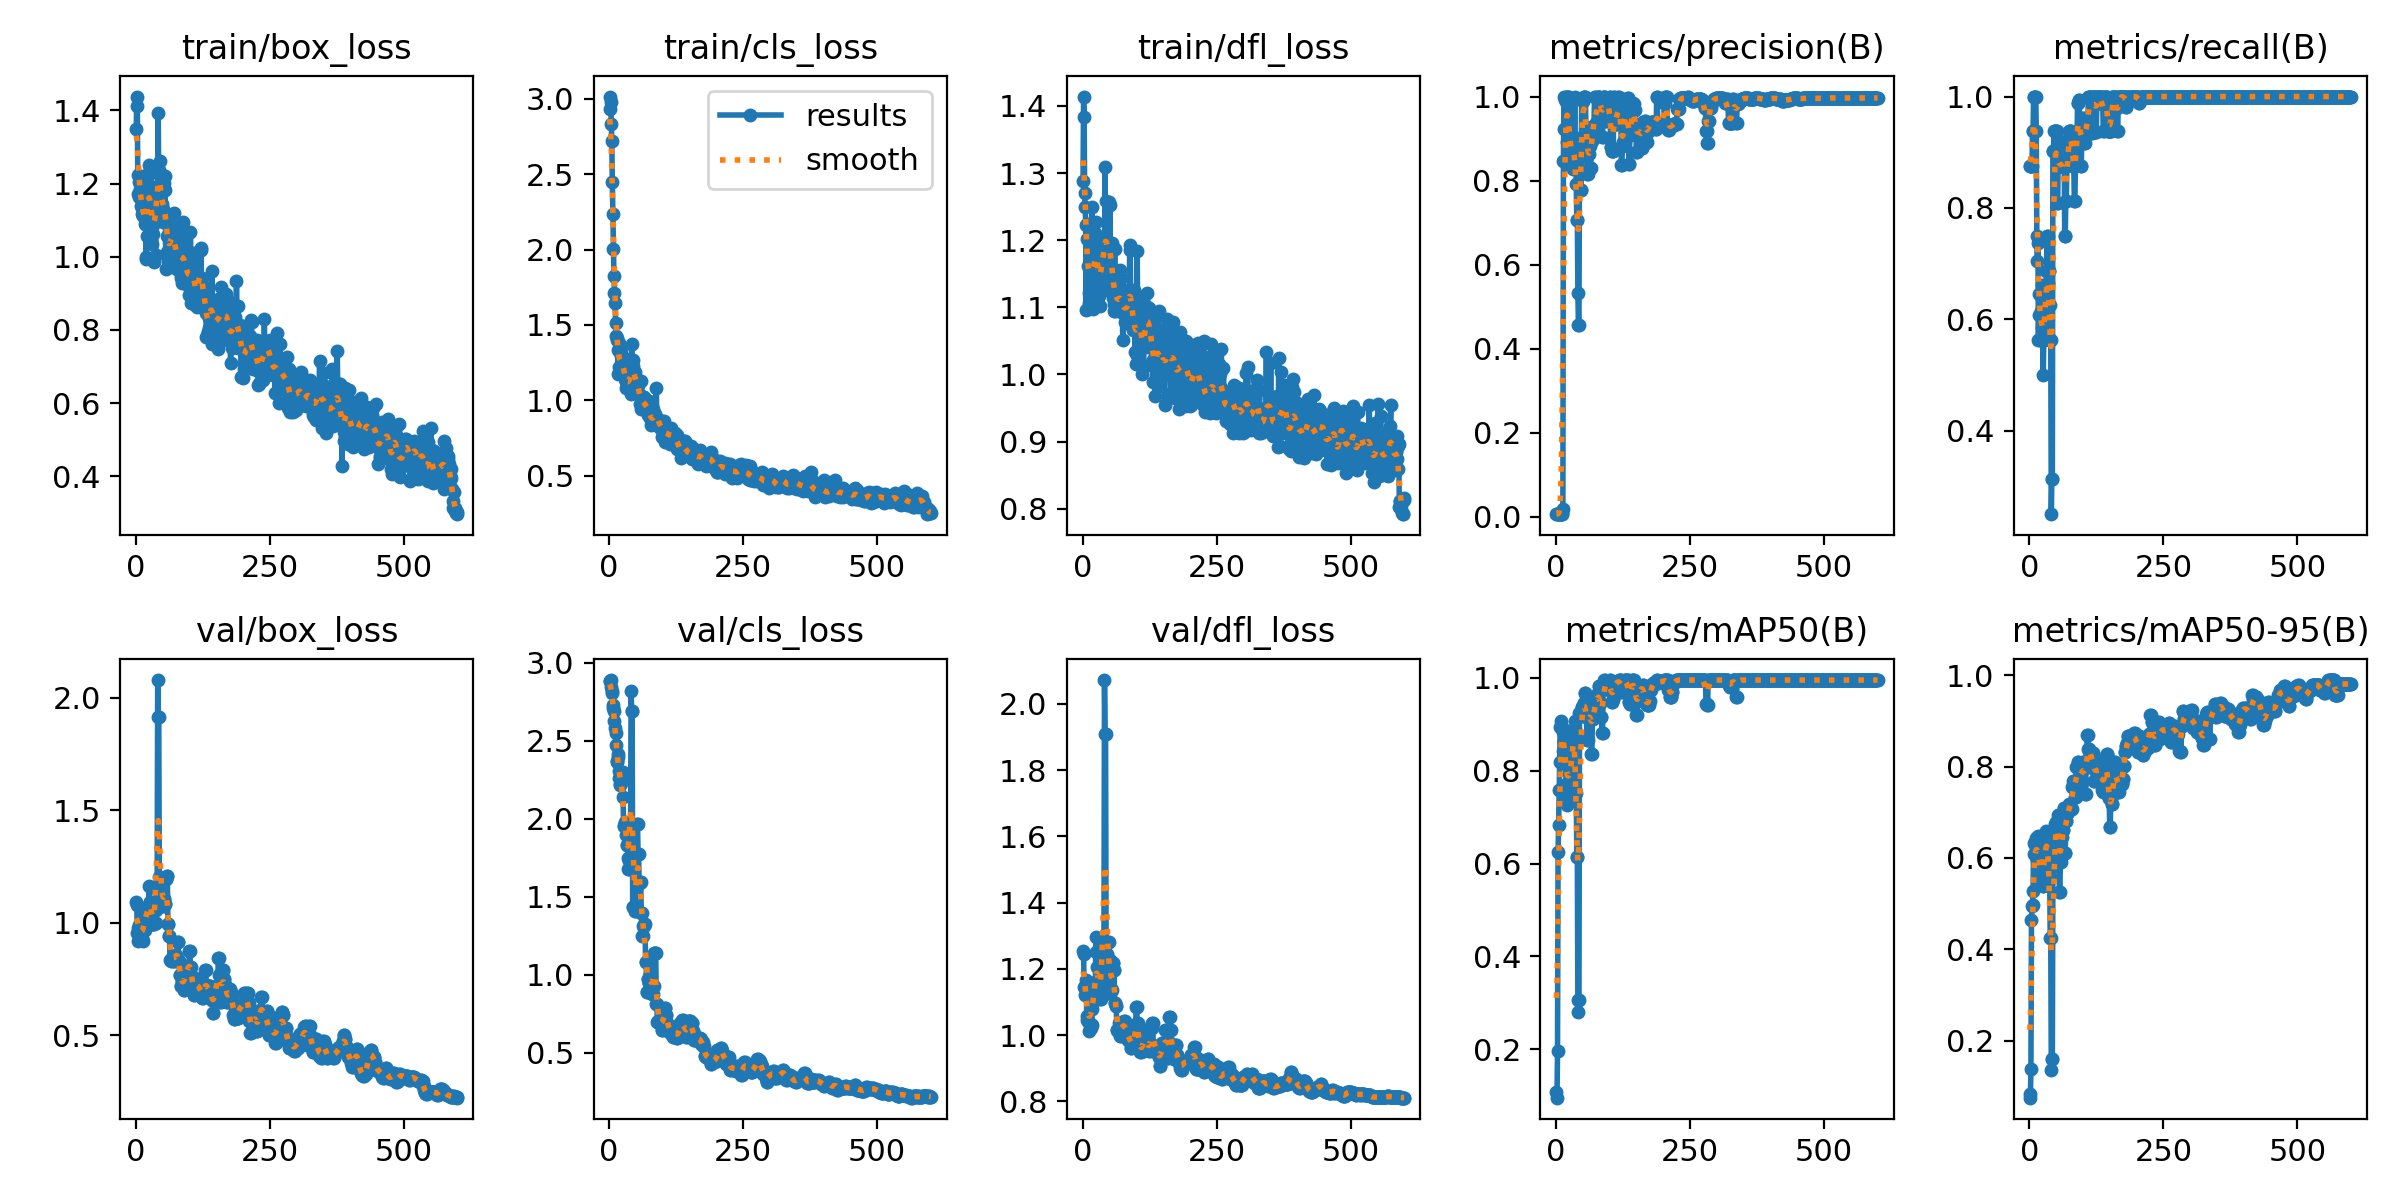 train/box_loss
1.4
1.2
1.0
0.8
0.6
0.4
0 250 500
train/cls_loss
results
smooth
3.0
2.5
2.0
1.5
1.0
0.5
0 250 500
train/dfl_loss
1.4
1.3
1.2
1.1
1.0
0.9
0.8
0 250 500
metrics/precision(B)
1.0
0.8
0.6
0.4
0.2
0.0
0 250 500
metrics/recall(B)
1.0
0.8
0.6
0.4
0 250 500
val/box_loss
2.0
1.5
1.0
0.5
0 250 500
val/cls_loss
3.0
2.5
2.0
1.5
1.0
0.5
0 250 500
val/dfl_loss
2.0
1.8
1.6
1.4
1.2
1.0
0.8
0 250 500
metrics/mAP50(B)
1.0
0.8
0.6
0.4
0.2
0 250 500
metrics/mAP50-95(B)
1.0
0.8
0.6
0.4
0.2
0 250 500